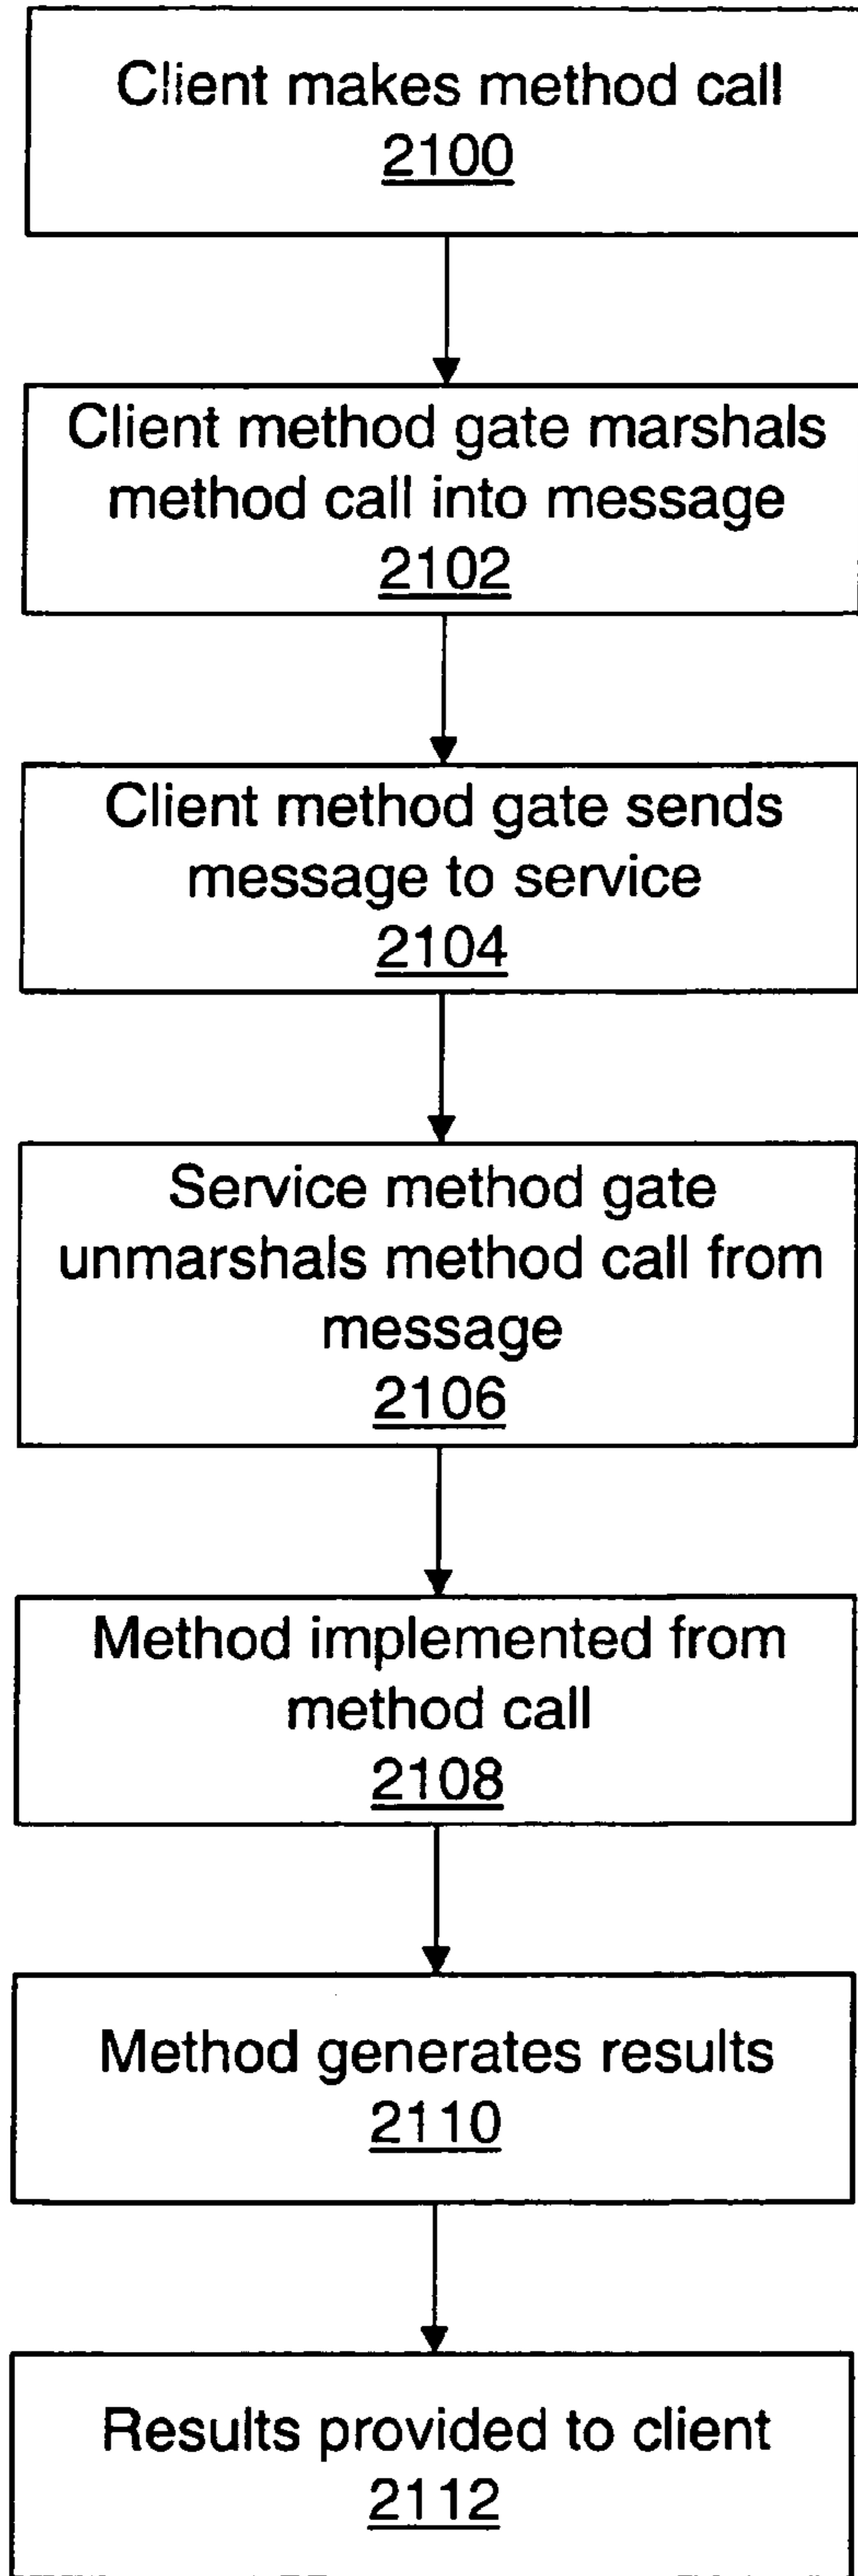 Client makes method call
2100
Client method gate marshals
method call into message
2102
Client method gate sends
message to service
2104
Service method gate
unmarshals method call from
message
2106
Method implemented from
method call
2108
Method generates results
2110
Results provided to client
2112